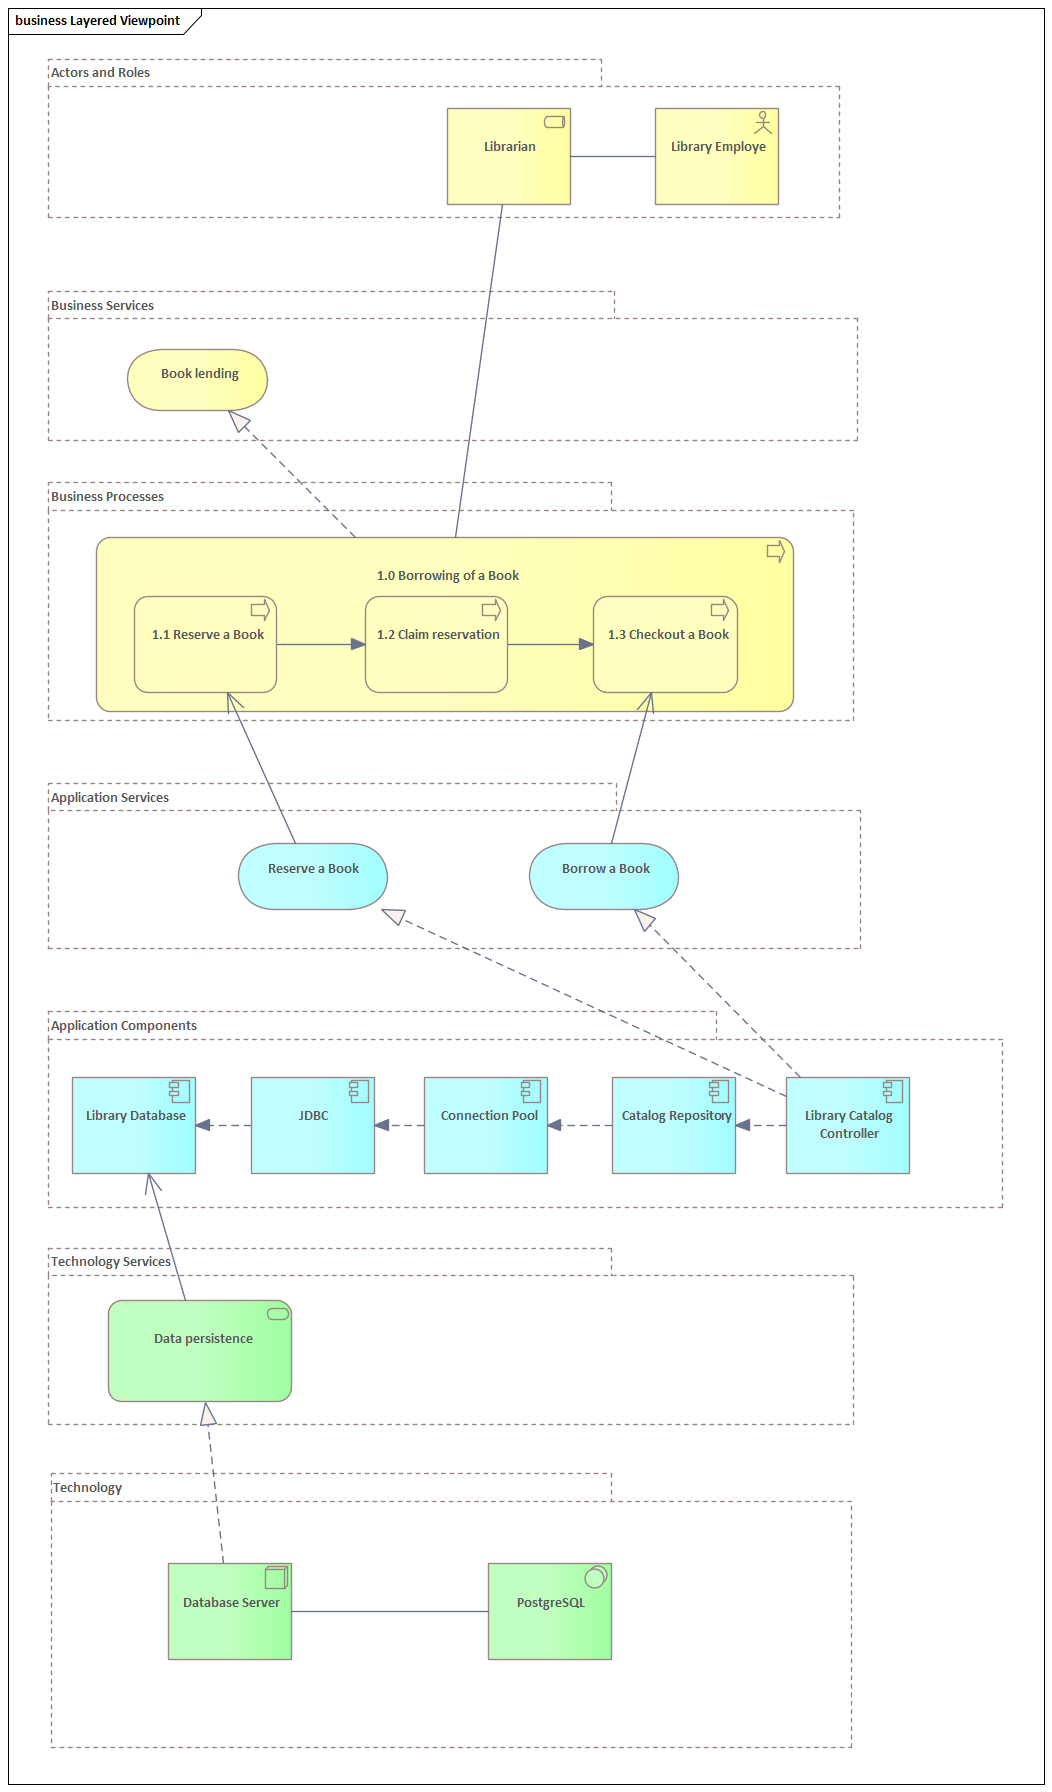 business Layered Viewpoint
Actors and Roles
Librarian
Library Employe
Business Services
Book lending
Business Processes
1.0 Borrowing of a Book
1.1 Reserve a Book
1.2 Claim reservation
1.3 Checkout a Book
Application Services
Reserve a Book
Borrow a Book
Application Components
Library Database
JDBC
Connection Pool
Catalog Repository
Library Catalog
Controller
Technology Services
Data persistence
Technology
Database Server
PostgreSQL